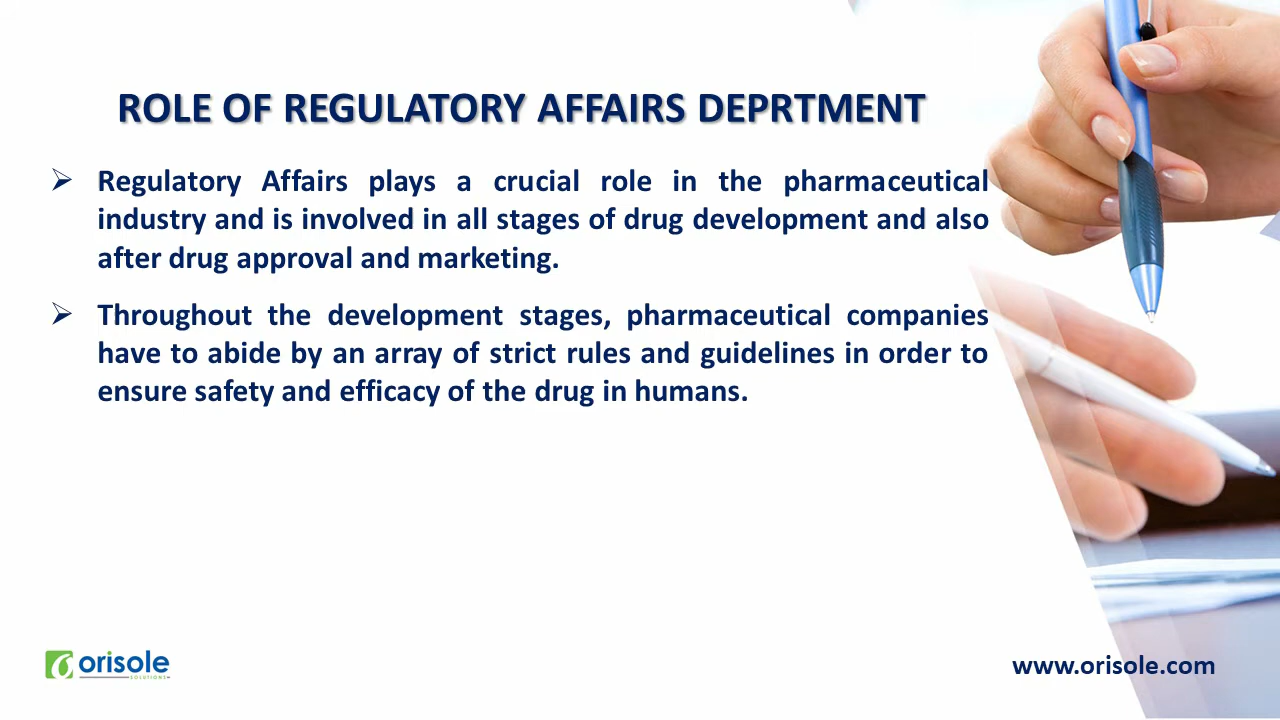 ROLE OF REGULATORY AFFAIRS DEPRTMENT
➢ Regulatory Affairs plays a crucial role in the pharmaceutical
industry and is involved in all stages of drug development and also
after drug approval and marketing.
➢ Throughout the development stages, pharmaceutical companies
have to abide by an array of strict rules and guidelines in order to
ensure safety and efficacy of the drug in humans.
orisole
SOLUTIONS
www.orisole.com